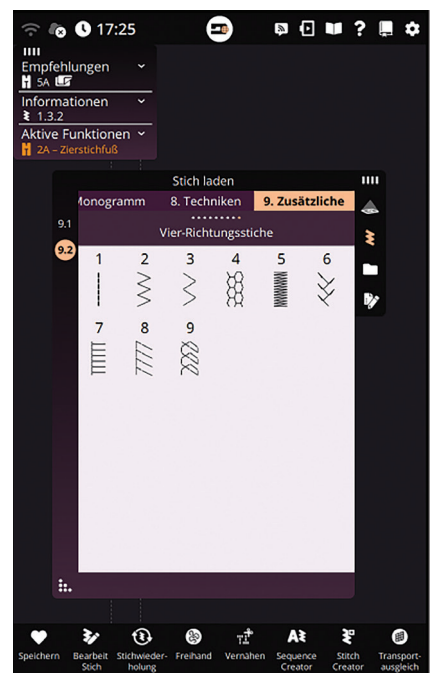 17:25
Empfehlungen
5A
Informationen
1.3.2
Aktive Funktionen
2A – Zierstichfuß
Stich laden
Monogramm 8. Techniken 9. Zusätzliche
9.1
Vier-Richtungsstiche
9.2
1 2 3 4 5 6
7 8 9
Speichern Bearbeit Stich Stichwieder-holung Freihand Vernähen Sequence Creator Stitch Creator Transport-ausgleich